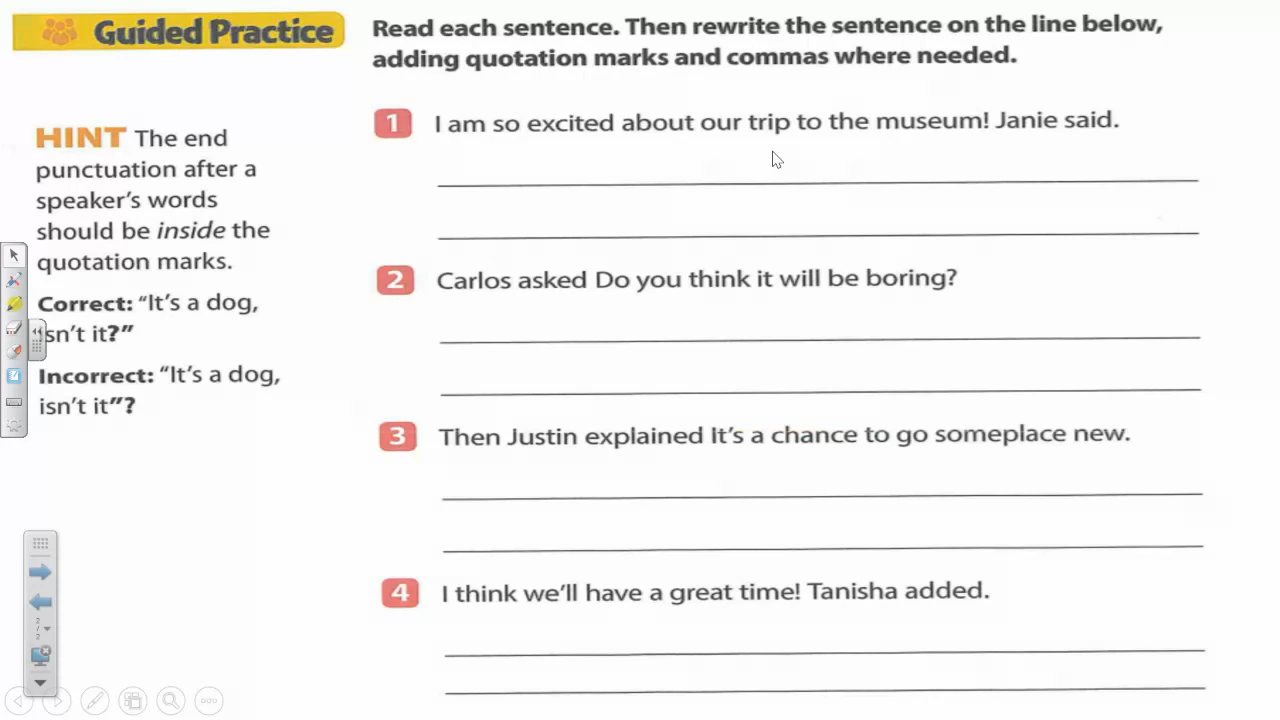 Guided Practice
Read each sentence. Then rewrite the sentence on the line below,
adding quotation marks and commas where needed.
HINT The end
punctuation after a
speaker's words
should be inside the
quotation marks.
Correct: “It's a dog,
isn't it?”
Incorrect: “It's a dog,
isn't it”?
1 I am so excited about our trip to the museum! Janie said.
2 Carlos asked Do you think it will be boring?
3 Then Justin explained It's a chance to go someplace new.
4 I think we'll have a great time! Tanisha added.
2
/
2